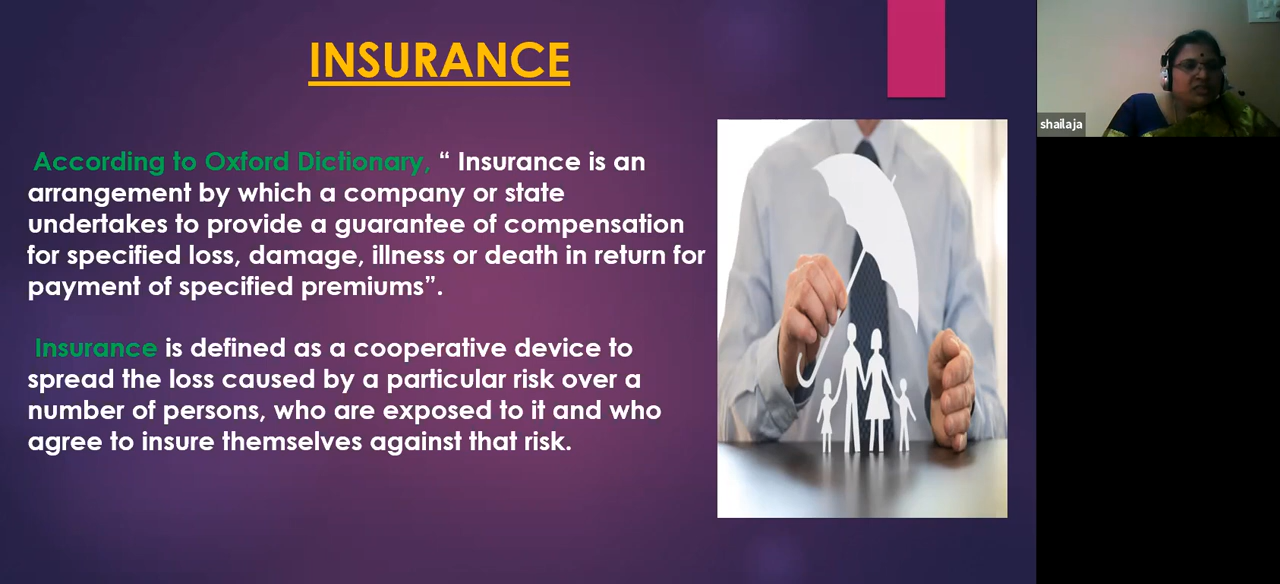 INSURANCE
According to Oxford Dictionary, “ Insurance is an
arrangement by which a company or state
undertakes to provide a guarantee of compensation
for specified loss, damage, illness or death in return for
payment of specified premiums”.
Insurance is defined as a cooperative device to
spread the loss caused by a particular risk over a
number of persons, who are exposed to it and who
agree to insure themselves against that risk.
shailaja